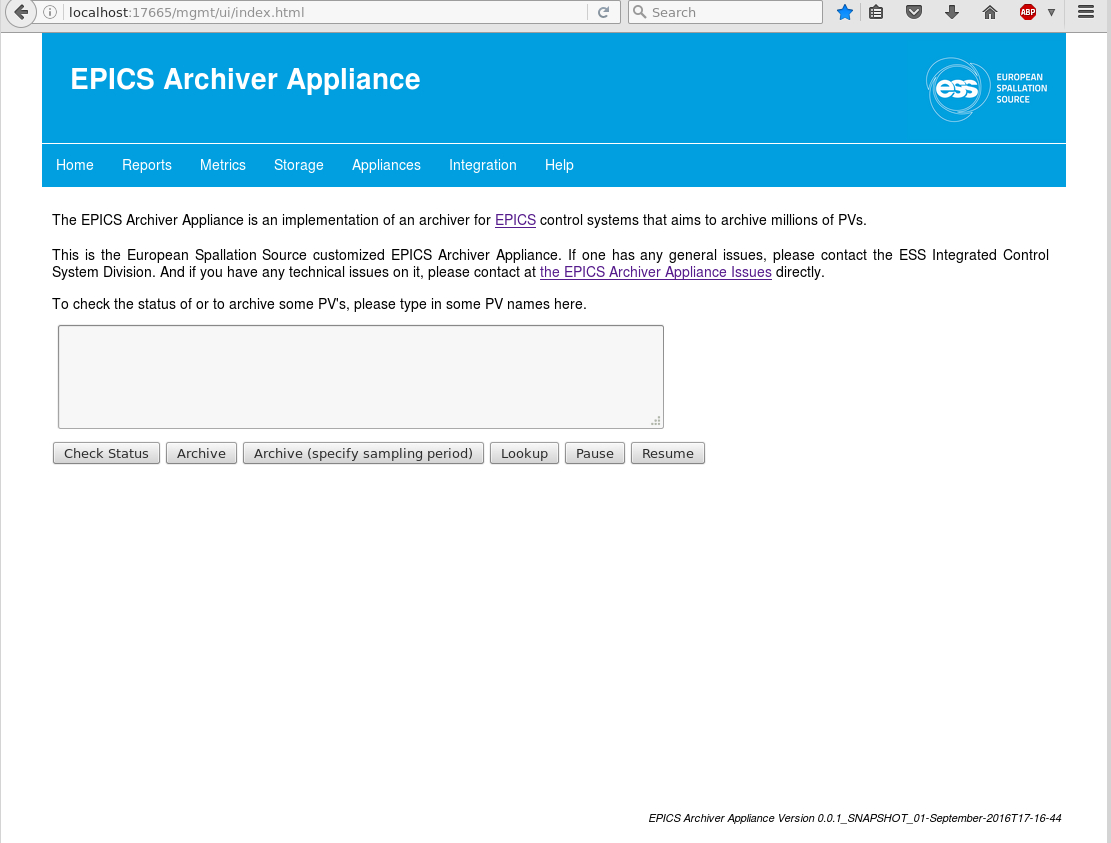 localhost:17665/mgmt/ui/index.html
Search
ABP
EPICS Archiver Appliance
ess
EUROPEAN
SPALLATION
SOURCE
Home Reports Metrics Storage Appliances Integration Help
The EPICS Archiver Appliance is an implementation of an archiver for EPICS control systems that aims to archive millions of PVs.
This is the European Spallation Source customized EPICS Archiver Appliance. If one has any general issues, please contact the ESS Integrated Control
System Division. And if you have any technical issues on it, please contact at the EPICS Archiver Appliance Issues directly.
To check the status of or to archive some PV's, please type in some PV names here.
Check Status Archive Archive (specify sampling period) Lookup Pause Resume
EPICS Archiver Appliance Version 0.0.1_SNAPSHOT_01-September-2016T17-16-44